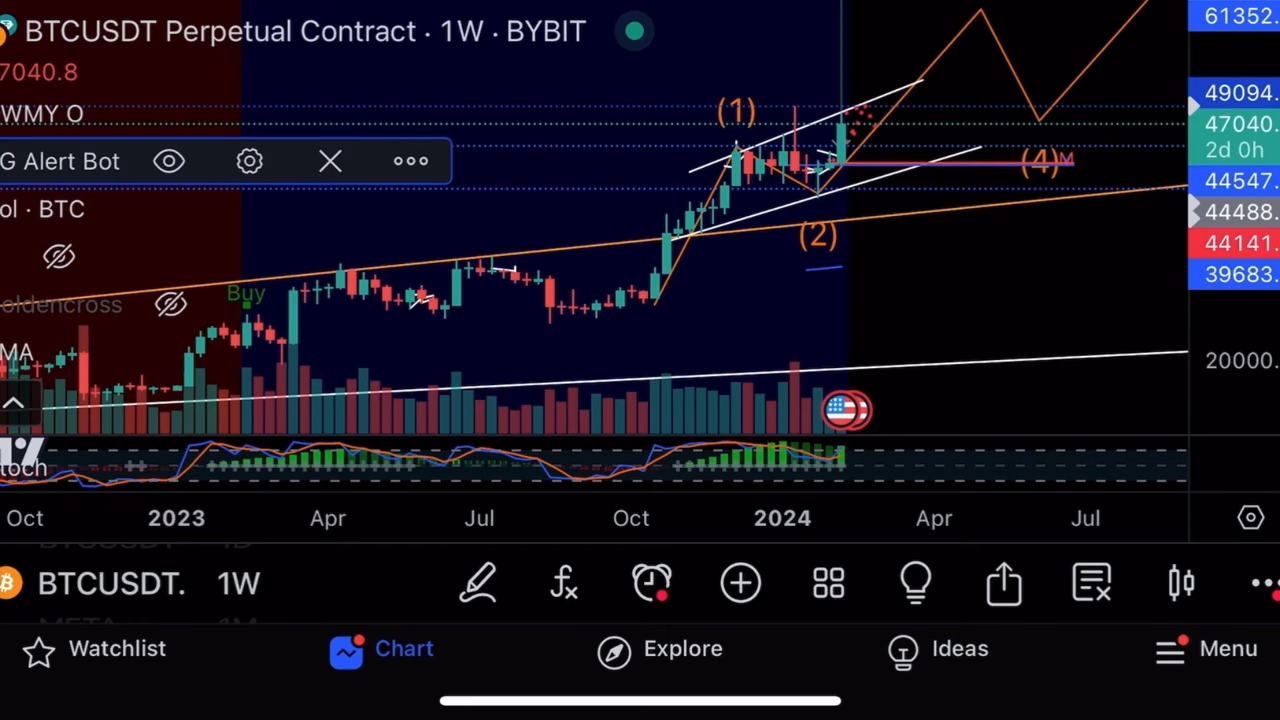 BTCUSDT Perpetual Contract · 1W · BYBIT
7040.8
WMY O
G Alert Bot
ol · BTC
oldencross
MA
Buy
(1)
(2)
(4)
M
61352.
49094.
47040.
2d 0h
44547.
44488.
44141.
39683.
20000.
toch
Oct 2023 Apr Jul Oct 2024 Apr Jul
BTCUSDT. 1W
Watchlist Chart Explore Ideas Menu